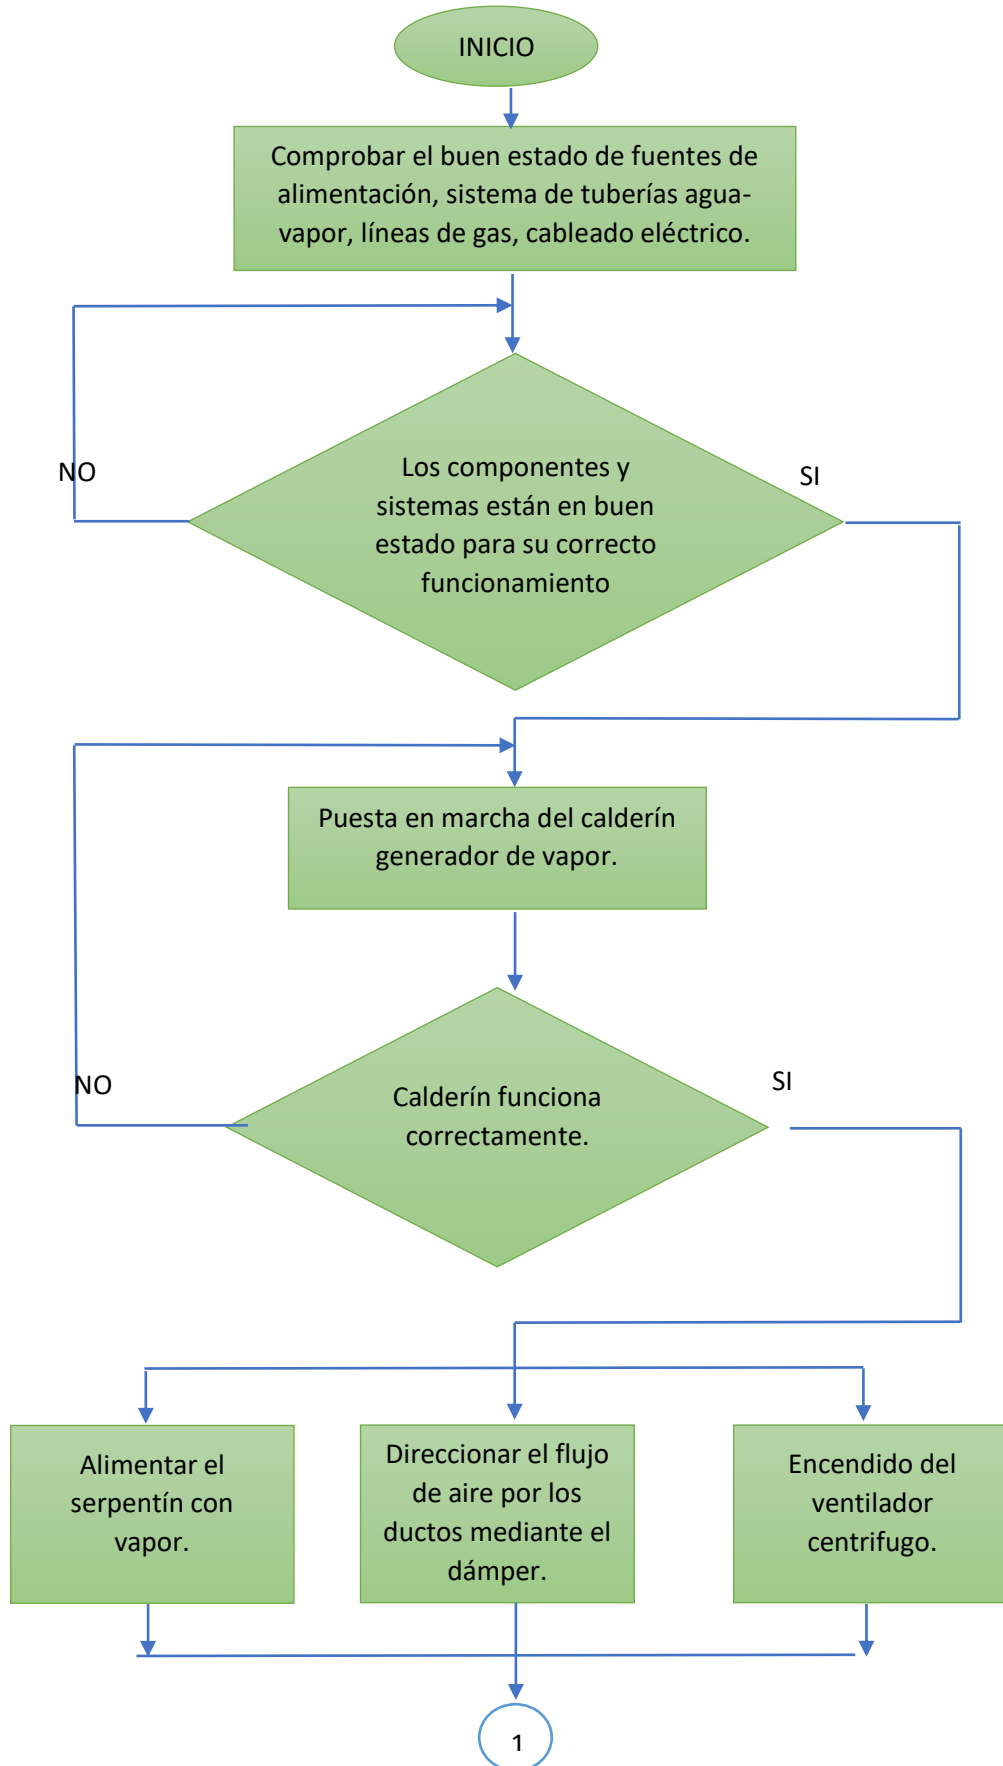 INICIO
Comprobar el buen estado de fuentes de
alimentación, sistema de tuberías agua-
vapor, líneas de gas, cableado eléctrico.
NO
SI
Los componentes y
sistemas están en buen
estado para su correcto
funcionamiento
Puesta en marcha del calderín
generador de vapor.
NO
SI
Calderín funciona
correctamente.
Alimentar el
serpentín con
vapor.
Direccionar el flujo
de aire por los
ductos mediante el
dámper.
Encendido del
ventilador
centrifugo.
1